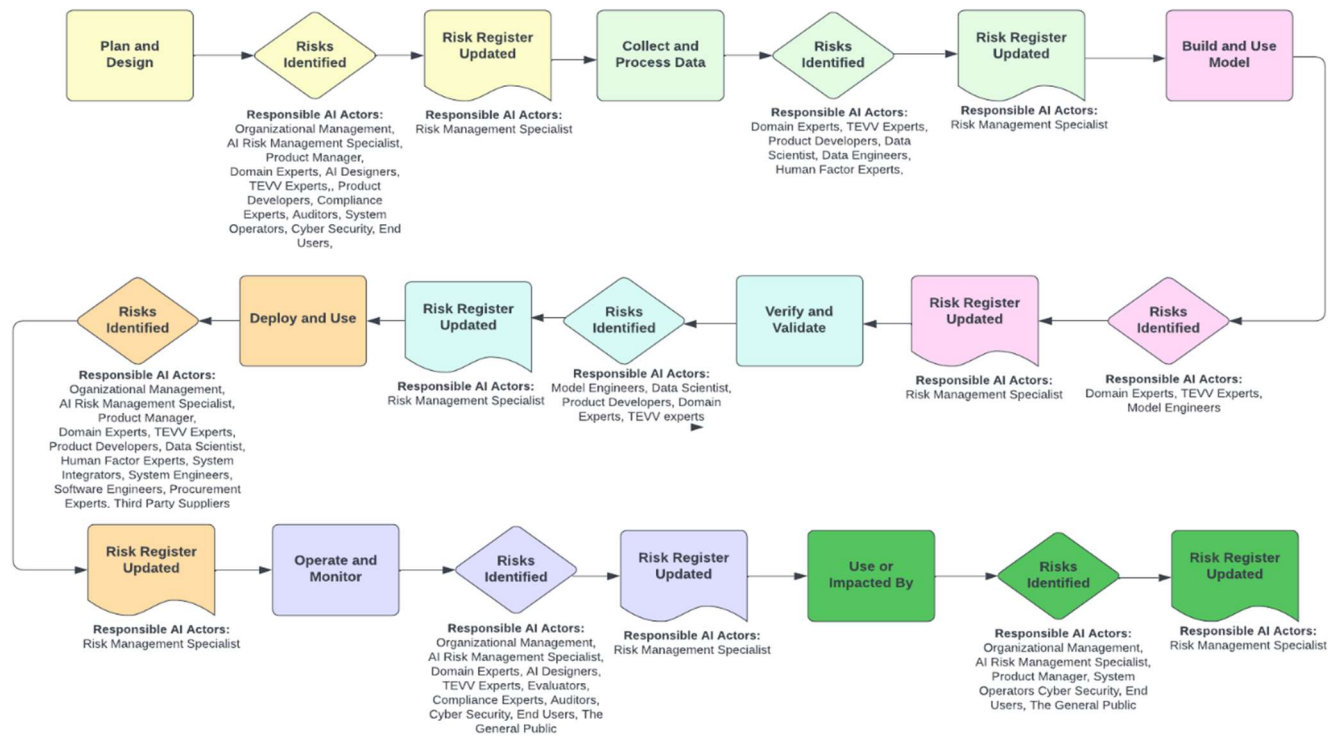 Plan and
Design
Risks
Identified
Responsible AI Actors:
Organizational Management,
AI Risk Management Specialist,
Product Manager,
Domain Experts, AI Designers,
TEVV Experts,, Product
Developers, Compliance
Experts, Auditors, System
Operators, Cyber Security, End
Users,
Risk Register
Updated
Responsible AI Actors:
Risk Management Specialist
Collect and
Process Data
Risks
Identified
Responsible AI Actors:
Domain Experts, TEVV Experts,
Product Developers, Data
Scientist, Data Engineers,
Human Factor Experts,
Risk Register
Updated
Responsible AI Actors:
Risk Management Specialist
Build and Use
Model
Risks
Identified
Responsible AI Actors:
Domain Experts, TEVV Experts,
Model Engineers
Risk Register
Updated
Responsible AI Actors:
Risk Management Specialist
Verify and
Validate
Risks
Identified
Responsible AI Actors:
Model Engineers, Data Scientist,
Product Developers, Domain
Experts, TEVV experts
Risk Register
Updated
Responsible AI Actors:
Risk Management Specialist
Deploy and Use
Risks
Identified
Responsible AI Actors:
Oganizational Management,
AI Risk Management Specialist,
Product Manager,
Domain Experts, TEVV Experts,
Product Developers, Data Scientist,
Human Factor Experts, System
Integrators, System Engineers,
Software Engineers, Procurement
Experts, Third Party Suppliers
Risk Register
Updated
Responsible AI Actors:
Risk Management Specialist
Operate and
Monitor
Risks
Identified
Responsible AI Actors:
Organizational Management,
AI Risk Management Specialist,
Domain Experts, AI Designers,
TEVV Experts, Evaluators,
Compliance Experts, Auditors,
Cyber Security, End Users, The
General Public
Risk Register
Updated
Responsible AI Actors:
Risk Management Specialist
Use or
Impacted By
Risks
Identified
Responsible AI Actors:
Organizational Management,
AI Risk Management Specialist,
Product Manager, System
Operators Cyber Security, End
Users, The General Public
Risk Register
Updated
Responsible AI Actors:
Risk Management Specialist